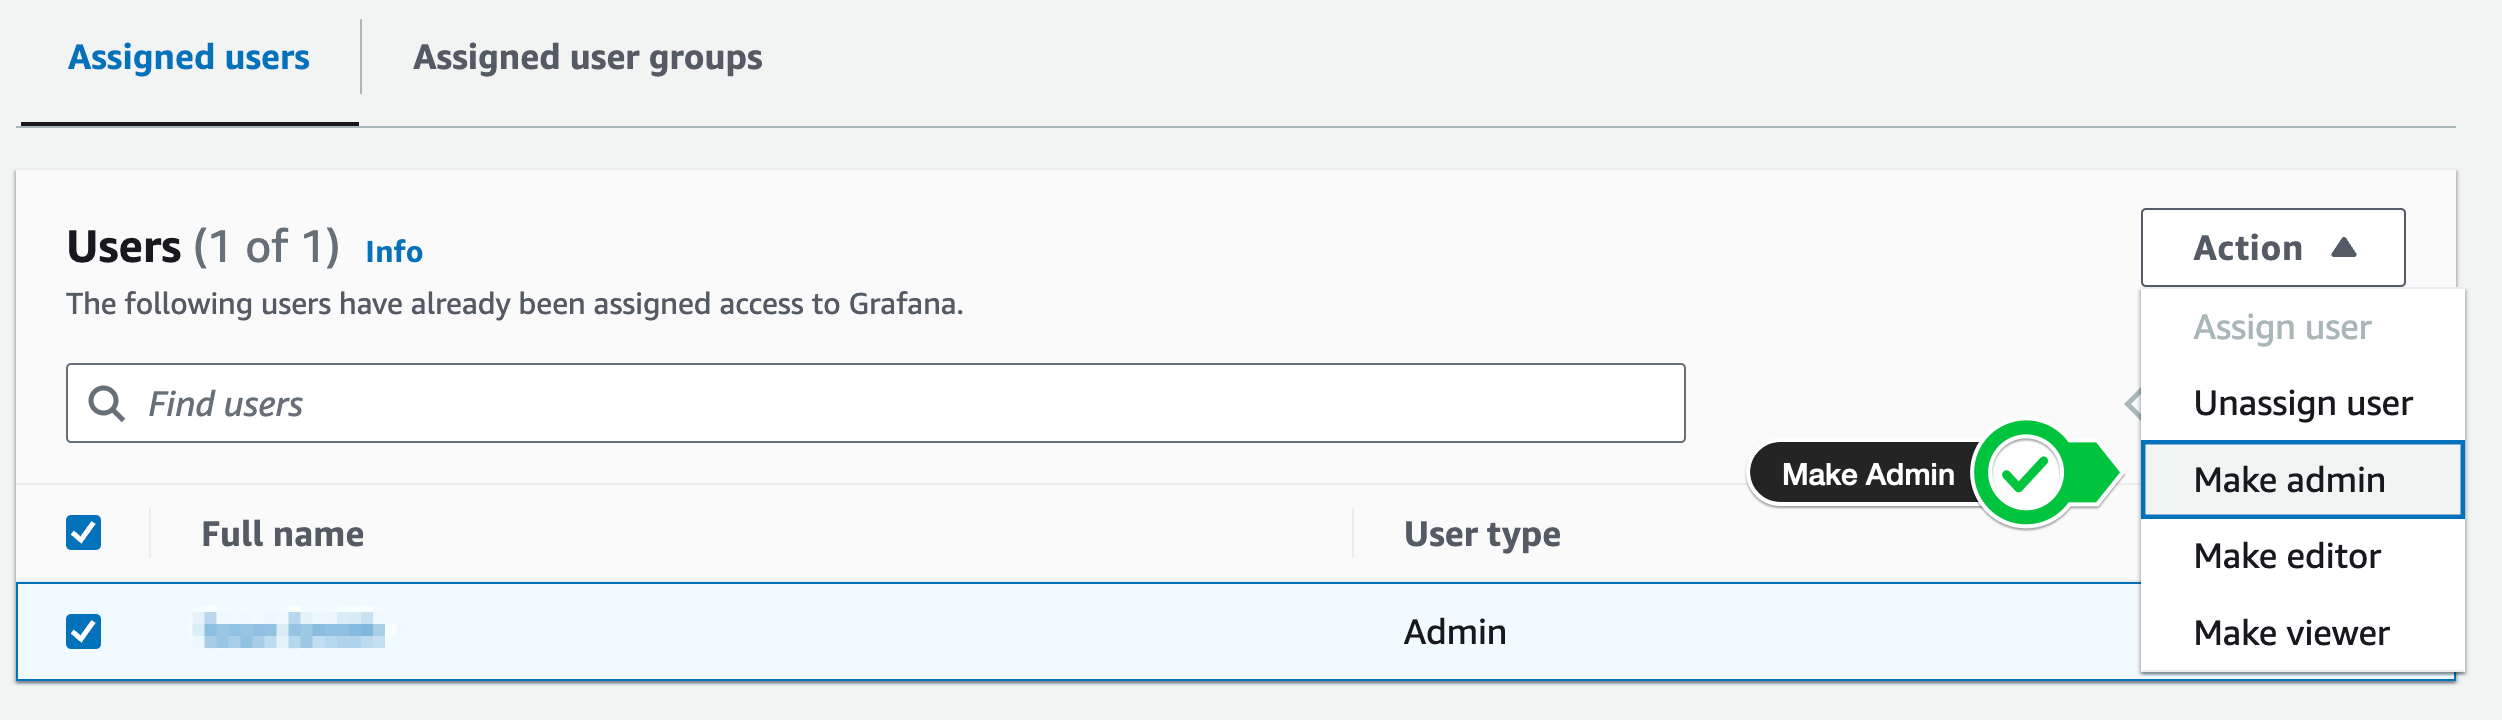 Assigned users
Assigned user groups
Users (1 of 1) Info
Action
The following users have already been assigned access to Grafana.
Assign user
Find users
Unassign user
Make Admin
Make admin
Full name
User type
Make editor
Admin
Make viewer